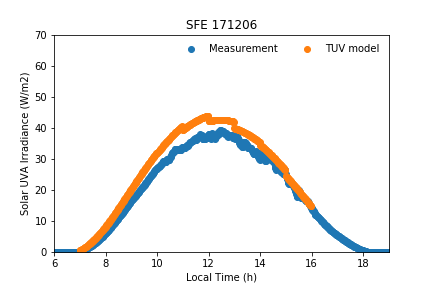 SFE 171206
Measurement TUV model
Solar UVA Irradiance (W/m2)
70
60
50
40
30
20
10
0
6 8 10 12 14 16 18
Local Time (h)